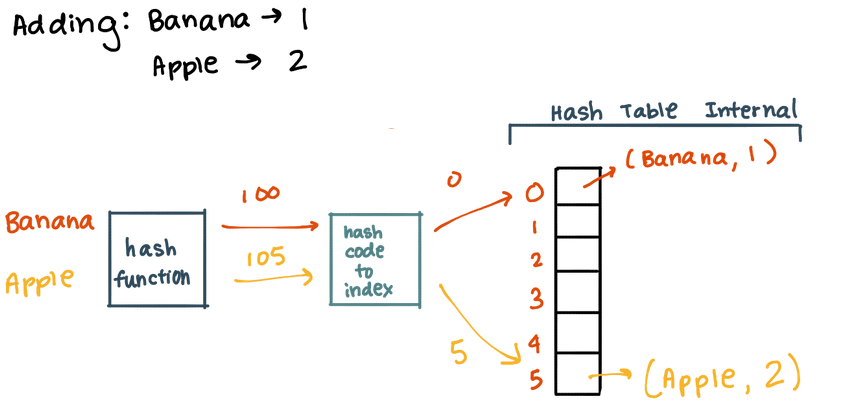 Adding: Banana → 1
Apple → 2
Hash Table Internal
(Banana, 1)
0
100
0
1
Banana
hash
function
hash
code
to
index
105
2
Apple
3
4
5
5
(Apple, 2)